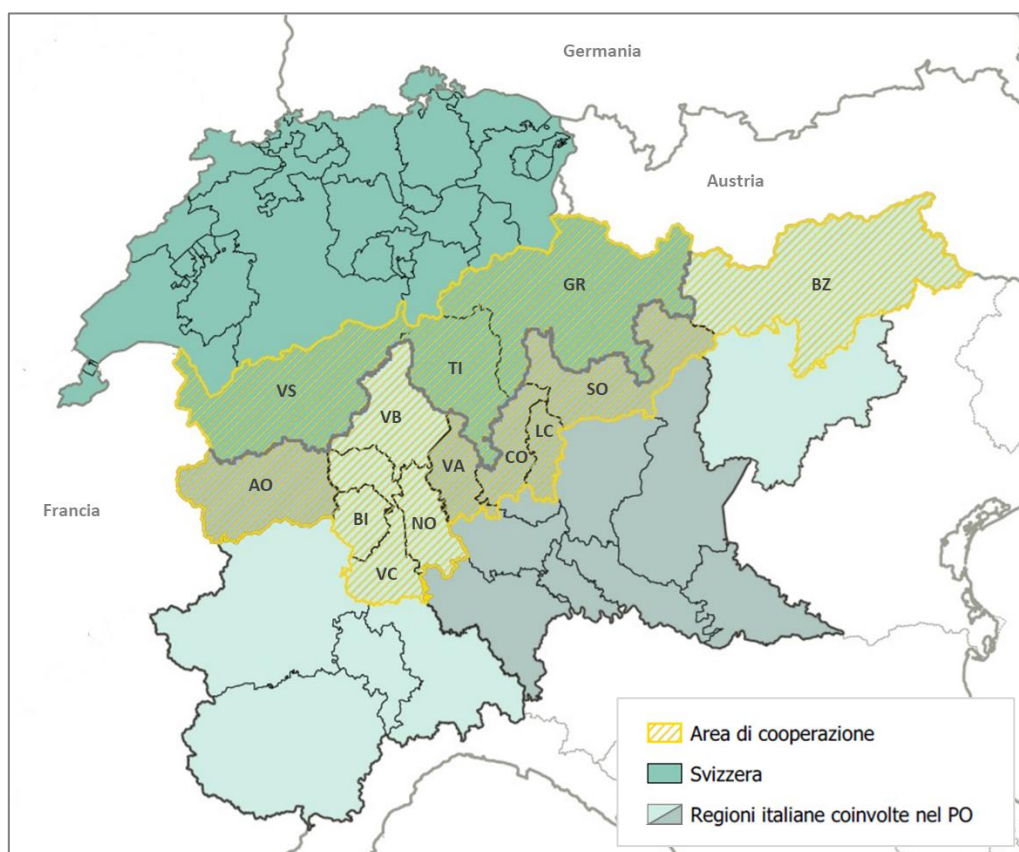 Germania
Austria
GR
BZ
TI
VS
SO
VB
LC
CO
VA
AO
Francia
BI
NO
VC
Area di cooperazione
Svizzera
Regioni italiane coinvolte nel PO